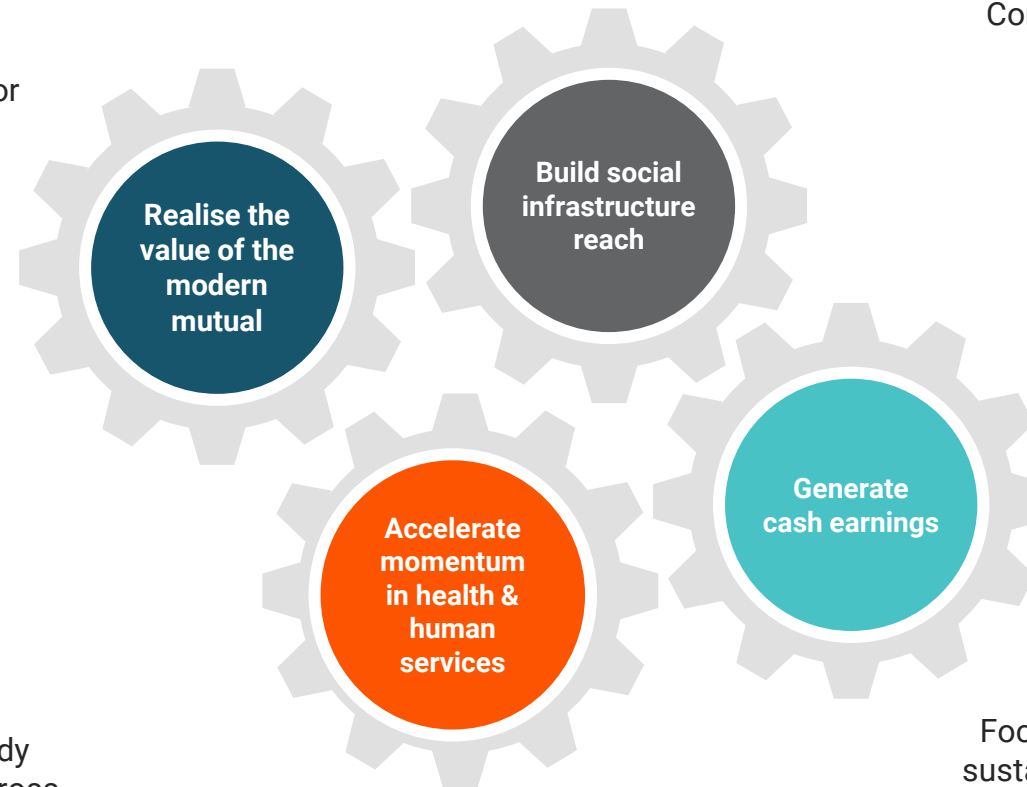 Realise the
value of the
modern
mutual
Build social
infrastructure
reach
Accelerate
momentum
in health &
human
services
Generate
cash earnings